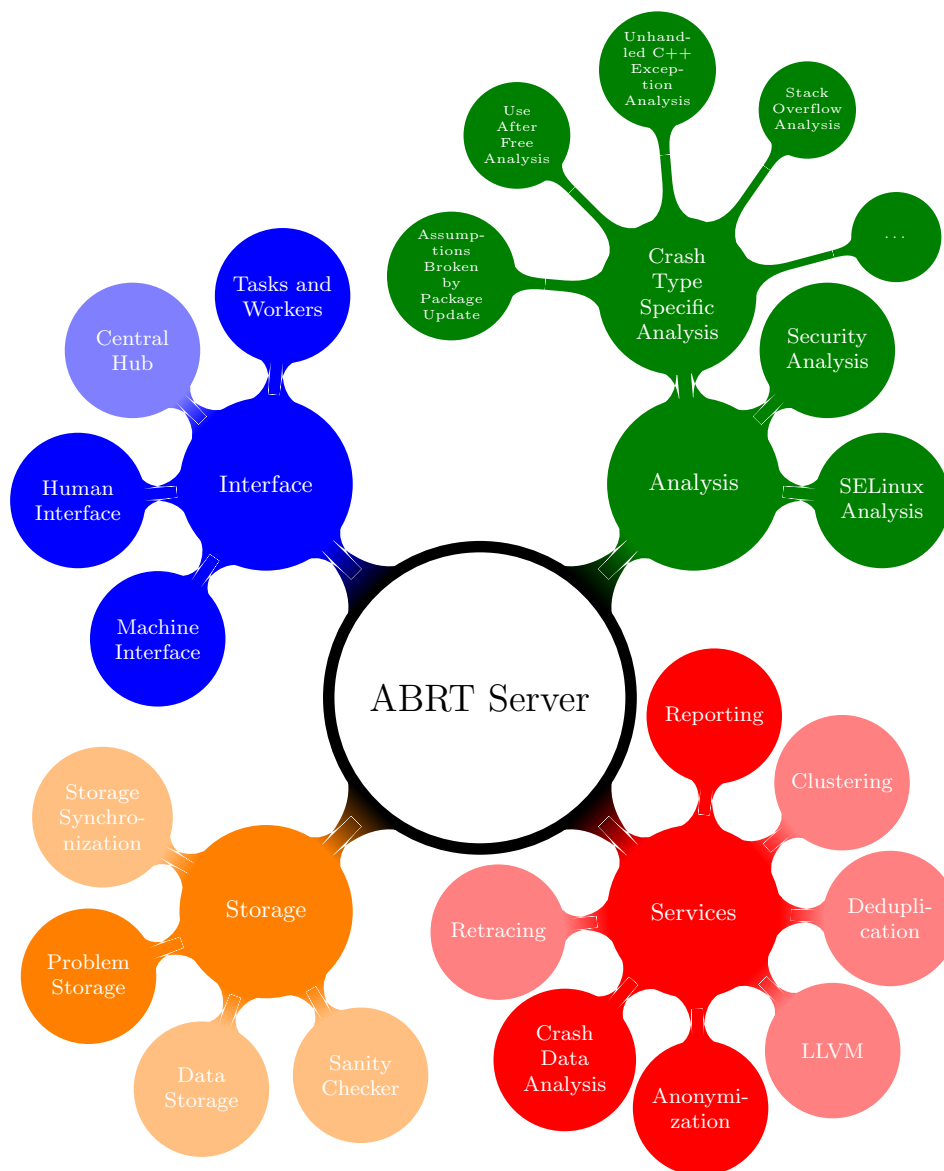 Unhand-
led C++
Excep-
tion
Analysis
Stack
Overflow
Analysis
Use
After
Free
Analysis
Assump-
tions
Broken
by
Package
Update
Crash
Type
Specific
Analysis
...
Tasks and
Workers
Central
Hub
Security
Analysis
Human
Interface
Interface
Analysis
SELinux
Analysis
Machine
Interface
ABRT Server
Reporting
Storage
Synchro-
nization
Clustering
Storage
Services
Retracing
Dedupli-
cation
Problem
Storage
Crash
Data
Analysis
LLVM
Data
Storage
Sanity
Checker
Anonymi-
zation